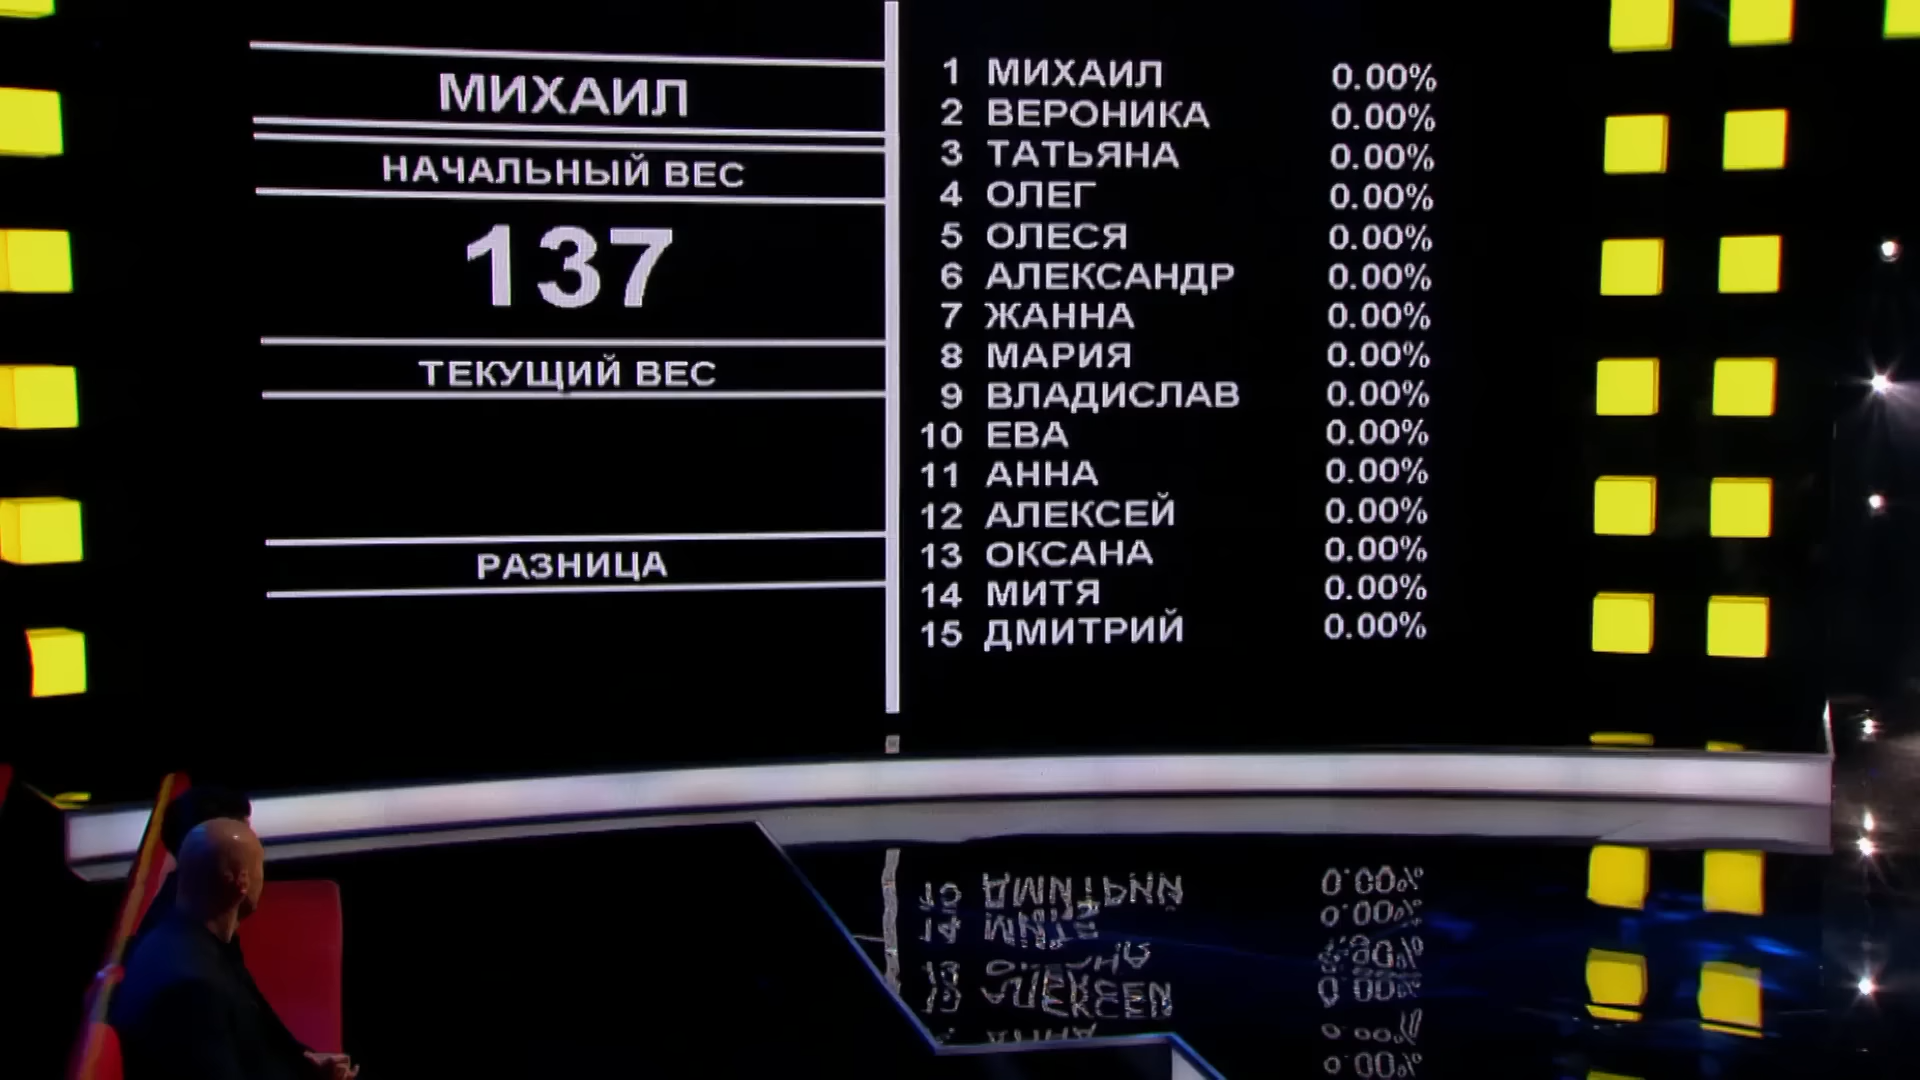 МИХАИЛ
НАЧАЛЬНЫЙ ВЕС
137
ТЕКУЩИЙ ВЕС
РАЗНИЦА
1 МИХАИЛ 0.00%
2 ВЕРОНИКА 0.00%
3 ТАТЬЯНА 0.00%
4 ОЛЕГ 0.00%
5 ОЛЕСЯ 0.00%
6 АЛЕКСАНДР 0.00%
7 ЖАННА 0.00%
8 МАРИЯ 0.00%
9 ВЛАДИСЛАВ 0.00%
10 ЕВА 0.00%
11 АННА 0.00%
12 АЛЕКСЕЙ 0.00%
13 ОКСАНА 0.00%
14 МИТЯ 0.00%
15 ДМИТРИЙ 0.00%